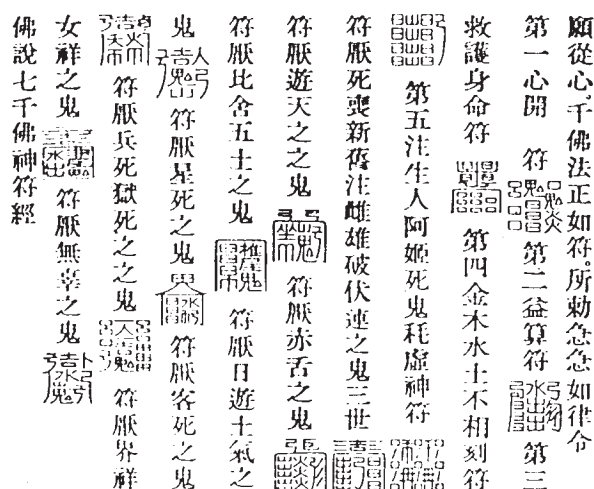 願從心。千佛法正如符。所勅急急如律令
第一心開 符 第二益算符 第三
救護身命符 第四金木水土不相刻符
第五注生人阿姬死鬼耗虛神符
符厭死喪新舊注雌雄破伏連之鬼三世
符厭遊天之之鬼 符厭赤舌之鬼
符厭比舍五土之鬼 符厭日遊土氣之
鬼 符厭星死之鬼 符厭客死之鬼
符厭兵死獄死之之鬼 符厭界祥
女祥之鬼 符厭無辜之鬼
佛說七千佛神符經